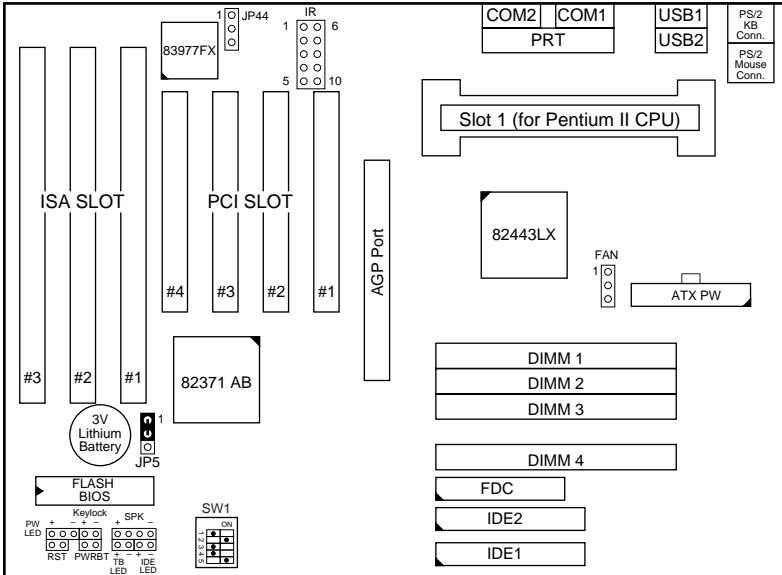 1 JP44
83977FX
IR
1 6
5 10
COM2 COM1
PRT
USB1
USB2
PS/2
KB
Conn.
PS/2
Mouse
Conn.
Slot 1 (for Pentium II CPU)
ISA SLOT
#3 #2 #1
PCI SLOT
#4 #3 #2 #1
AGP Port
82443LX
FAN
1
ATX PW
82371 AB
DIMM 1
DIMM 2
DIMM 3
DIMM 4
3V
Lithium
Battery
1
JP5
FLASH
BIOS
FDC
IDE2
IDE1
Keylock
PW
LED
+ − + −
SPK
+ −
RST PWRBT
+ − + −
TB
LED
IDE
LED
SW1
ON
1 2 3 4 5